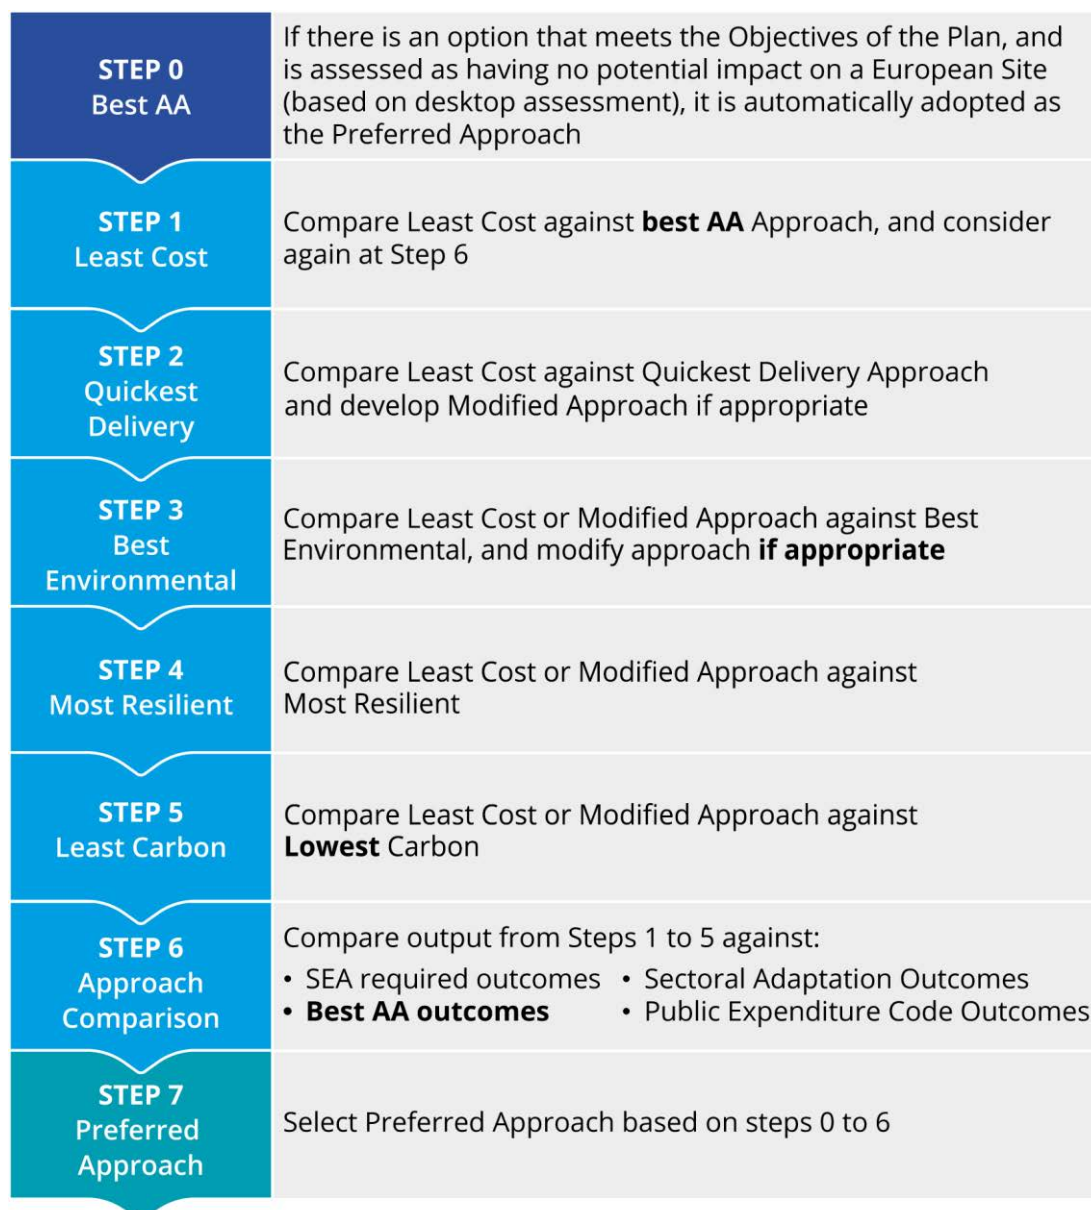 STEP 0
Best AA
If there is an option that meets the Objectives of the Plan, and
is assessed as having no potential impact on a European Site
(based on desktop assessment), it is automatically adopted as
the Preferred Approach
STEP 1
Least Cost
Compare Least Cost against best AA Approach, and consider
again at Step 6
STEP 2
Quickest
Delivery
Compare Least Cost against Quickest Delivery Approach
and develop Modified Approach if appropriate
STEP 3
Best
Environmental
Compare Least Cost or Modified Approach against Best
Environmental, and modify approach if appropriate
STEP 4
Most Resilient
Compare Least Cost or Modified Approach against
Most Resilient
STEP 5
Least Carbon
Compare Least Cost or Modified Approach against
Lowest Carbon
STEP 6
Approach
Comparison
Compare output from Steps 1 to 5 against:
• SEA required outcomes • Sectoral Adaptation Outcomes
• Best AA outcomes • Public Expenditure Code Outcomes
STEP 7
Preferred
Approach
Select Preferred Approach based on steps 0 to 6